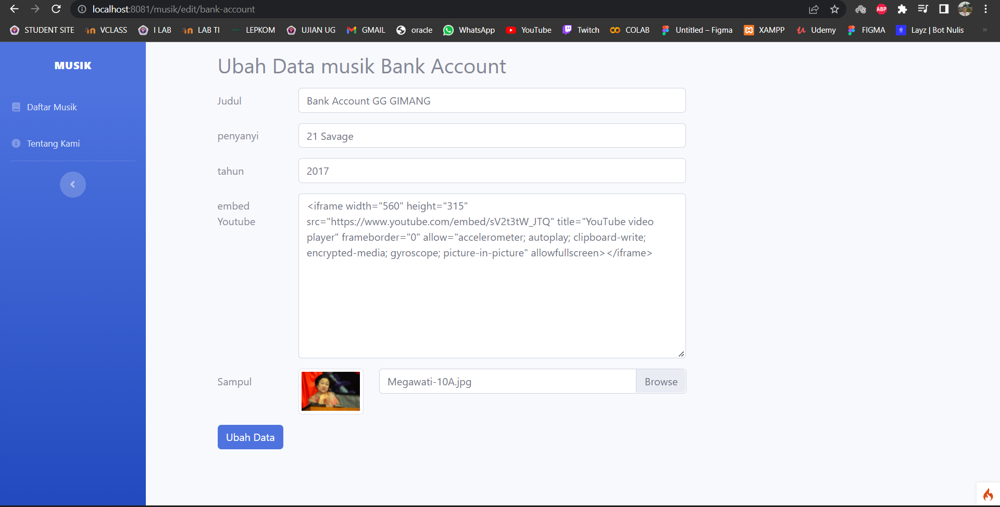 localhost:8081/musik/edit/bank-account
ABP
STUDENT SITE VCLASS I LAB LAB TI LEPKOM UJIAN UG GMAIL oracle WhatsApp YouTube Twitch COLAB Untitled – Figma XAMPP Udemy FIGMA Layz | Bot Nulis »
MUSIK
Daftar Musik
Tentang Kami
Ubah Data musik Bank Account
Judul
Bank Account GG GIMANG
penyanyi
21 Savage
tahun
2017
embed
Youtube
<iframe width="560" height="315"
src="https://www.youtube.com/embed/sV2t3tW_JTQ" title="YouTube video
player" frameborder="0" allow="accelerometer; autoplay; clipboard-write;
encrypted-media; gyroscope; picture-in-picture" allowfullscreen></iframe>
Sampul
Megawati-10A.jpg
Browse
Ubah Data